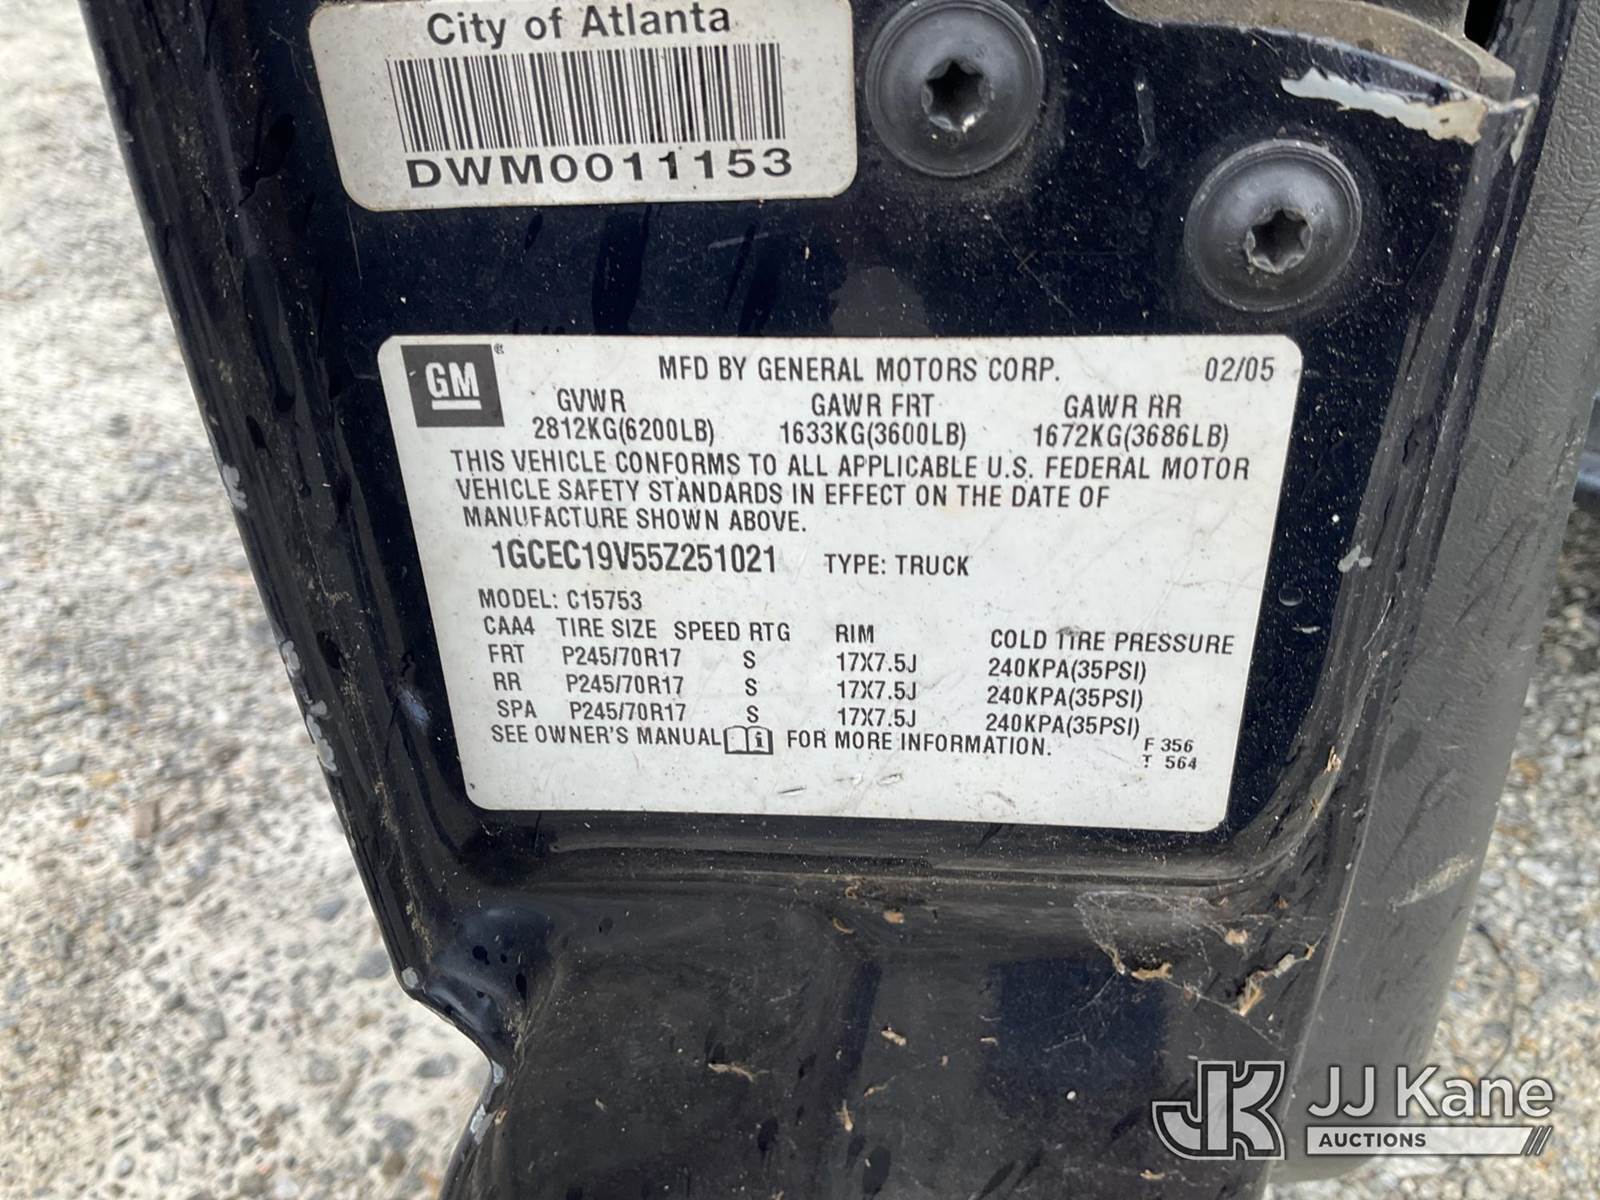 City of Atlanta
DWM0011153
GM
MFD BY GENERAL MOTORS CORP. 02/05
GVWR GAWR FRT GAWR RR
2812KG(6200LB) 1633KG(3600LB) 1672KG(3686LB)
THIS VEHICLE CONFORMS TO ALL APPLICABLE U.S. FEDERAL MOTOR
VEHICLE SAFETY STANDARDS IN EFFECT ON THE DATE OF
MANUFACTURE SHOWN ABOVE.
1GCEC19V55Z251021 TYPE: TRUCK
MODEL: C15753
CAA4 TIRE SIZE SPEED RTG RIM COLD TIRE PRESSURE
FRT P245/70R17 S 17X7.5J 240KPA(35PSI)
RR P245/70R17 S 17X7.5J 240KPA(35PSI)
SPA P245/70R17 S 17X7.5J 240KPA(35PSI)
SEE OWNER'S MANUAL i FOR MORE INFORMATION.
F 356
T 564
JK JJ Kane
AUCTIONS